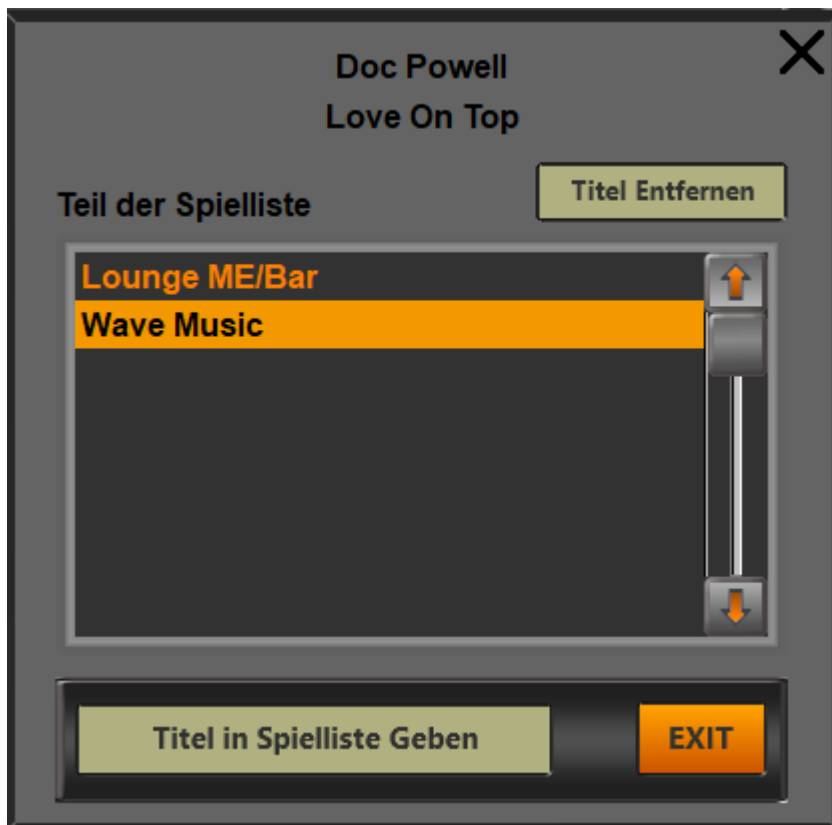 Doc Powell
Love On Top
Titel Entfernen
Teil der Spielliste
Lounge ME/Bar
Wave Music
Titel in Spielliste Geben
EXIT